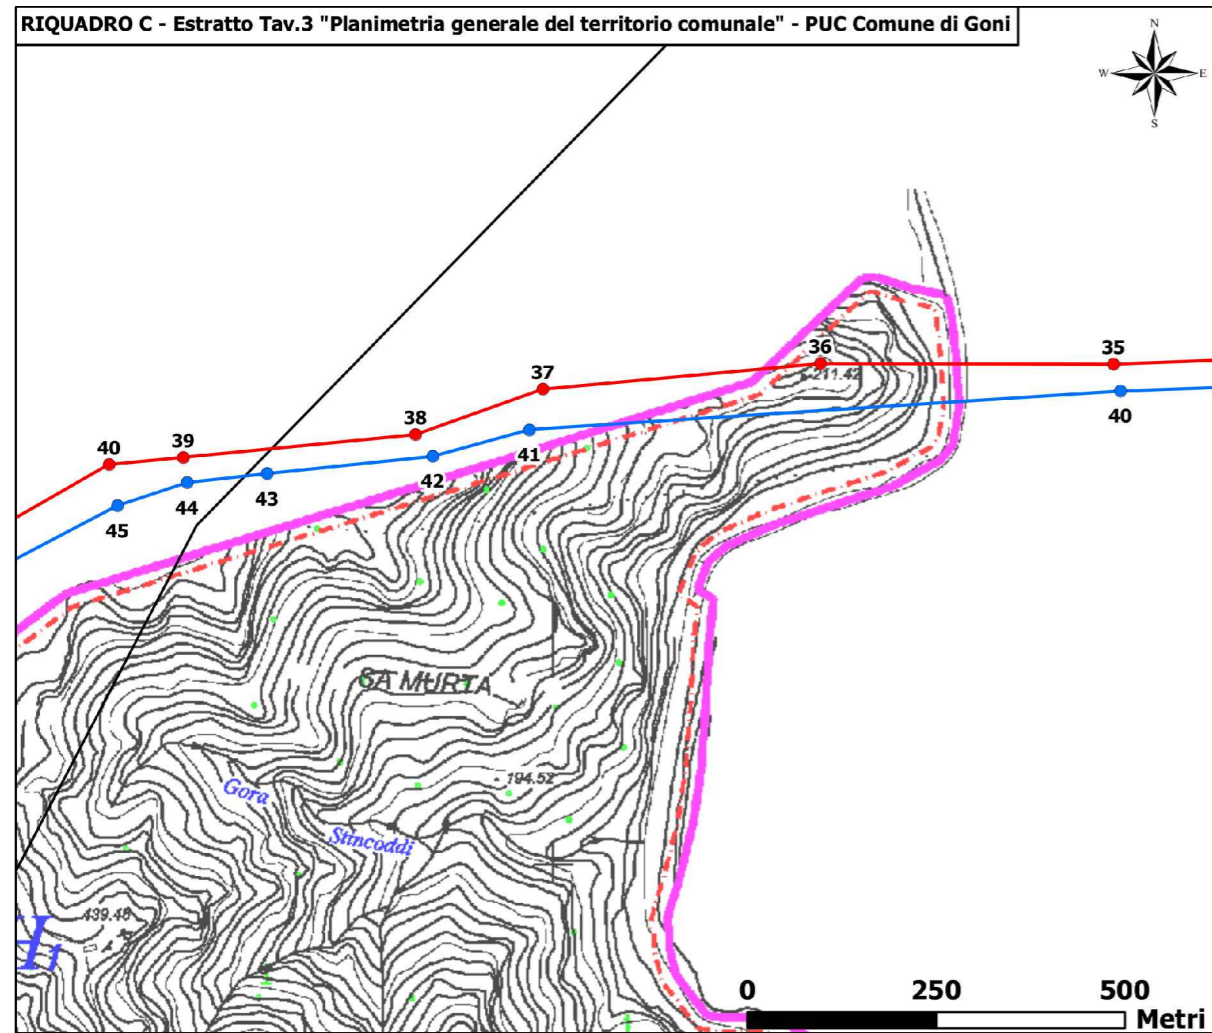 RIQUADRO C - Estratto Tav.3 "Planimetria generale del territorio comunale" - PUC Comune di Goni
N
W E
S
36
35
211.42
37
40
38
41
39
40
42
43
44
45
SA MURTA
194.52
Gora
Stincoddi
439.48
H1
0 250 500
Metri